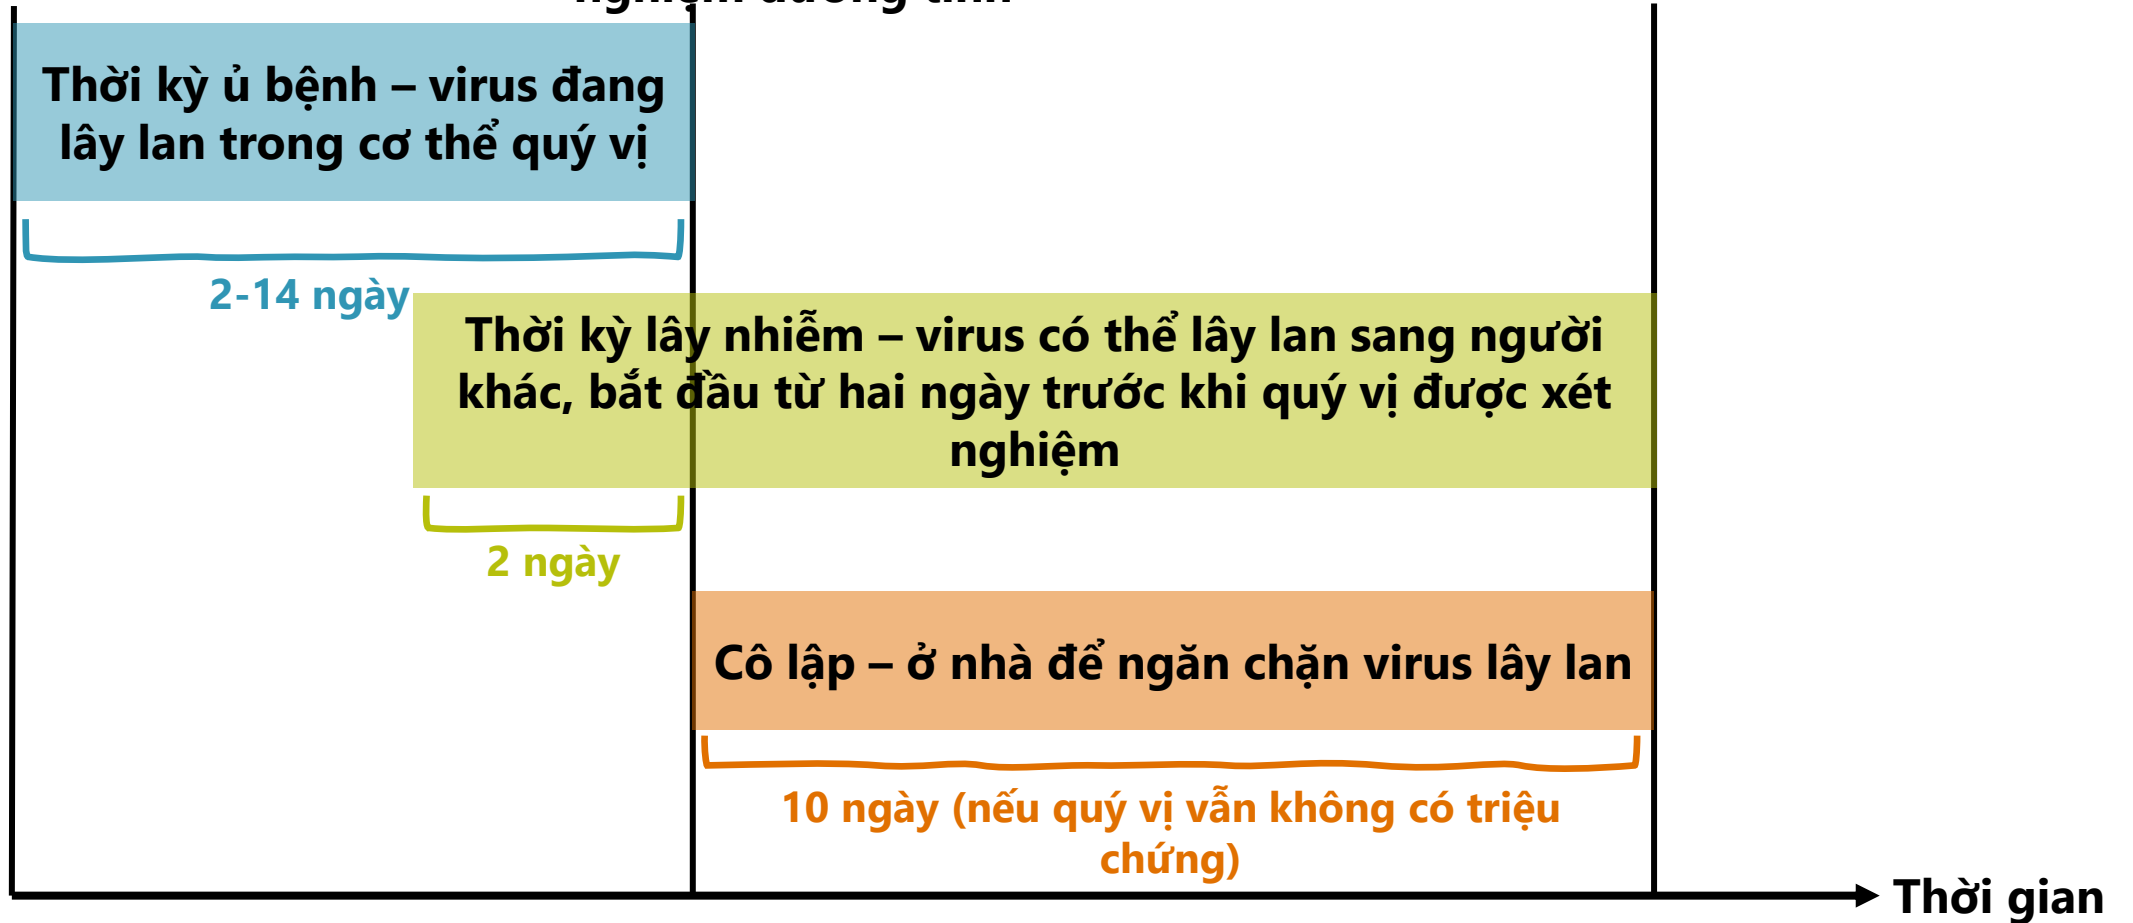 nghiệm dương tính
Thời kỳ ủ bệnh – virus đang
lây lan trong cơ thể quý vị
2-14 ngày
Thời kỳ lây nhiễm – virus có thể lây lan sang người
khác, bắt đầu từ hai ngày trước khi quý vị được xét
nghiệm
2 ngày
Cô lập – ở nhà để ngăn chặn virus lây lan
10 ngày (nếu quý vị vẫn không có triệu
chứng)
Thời gian